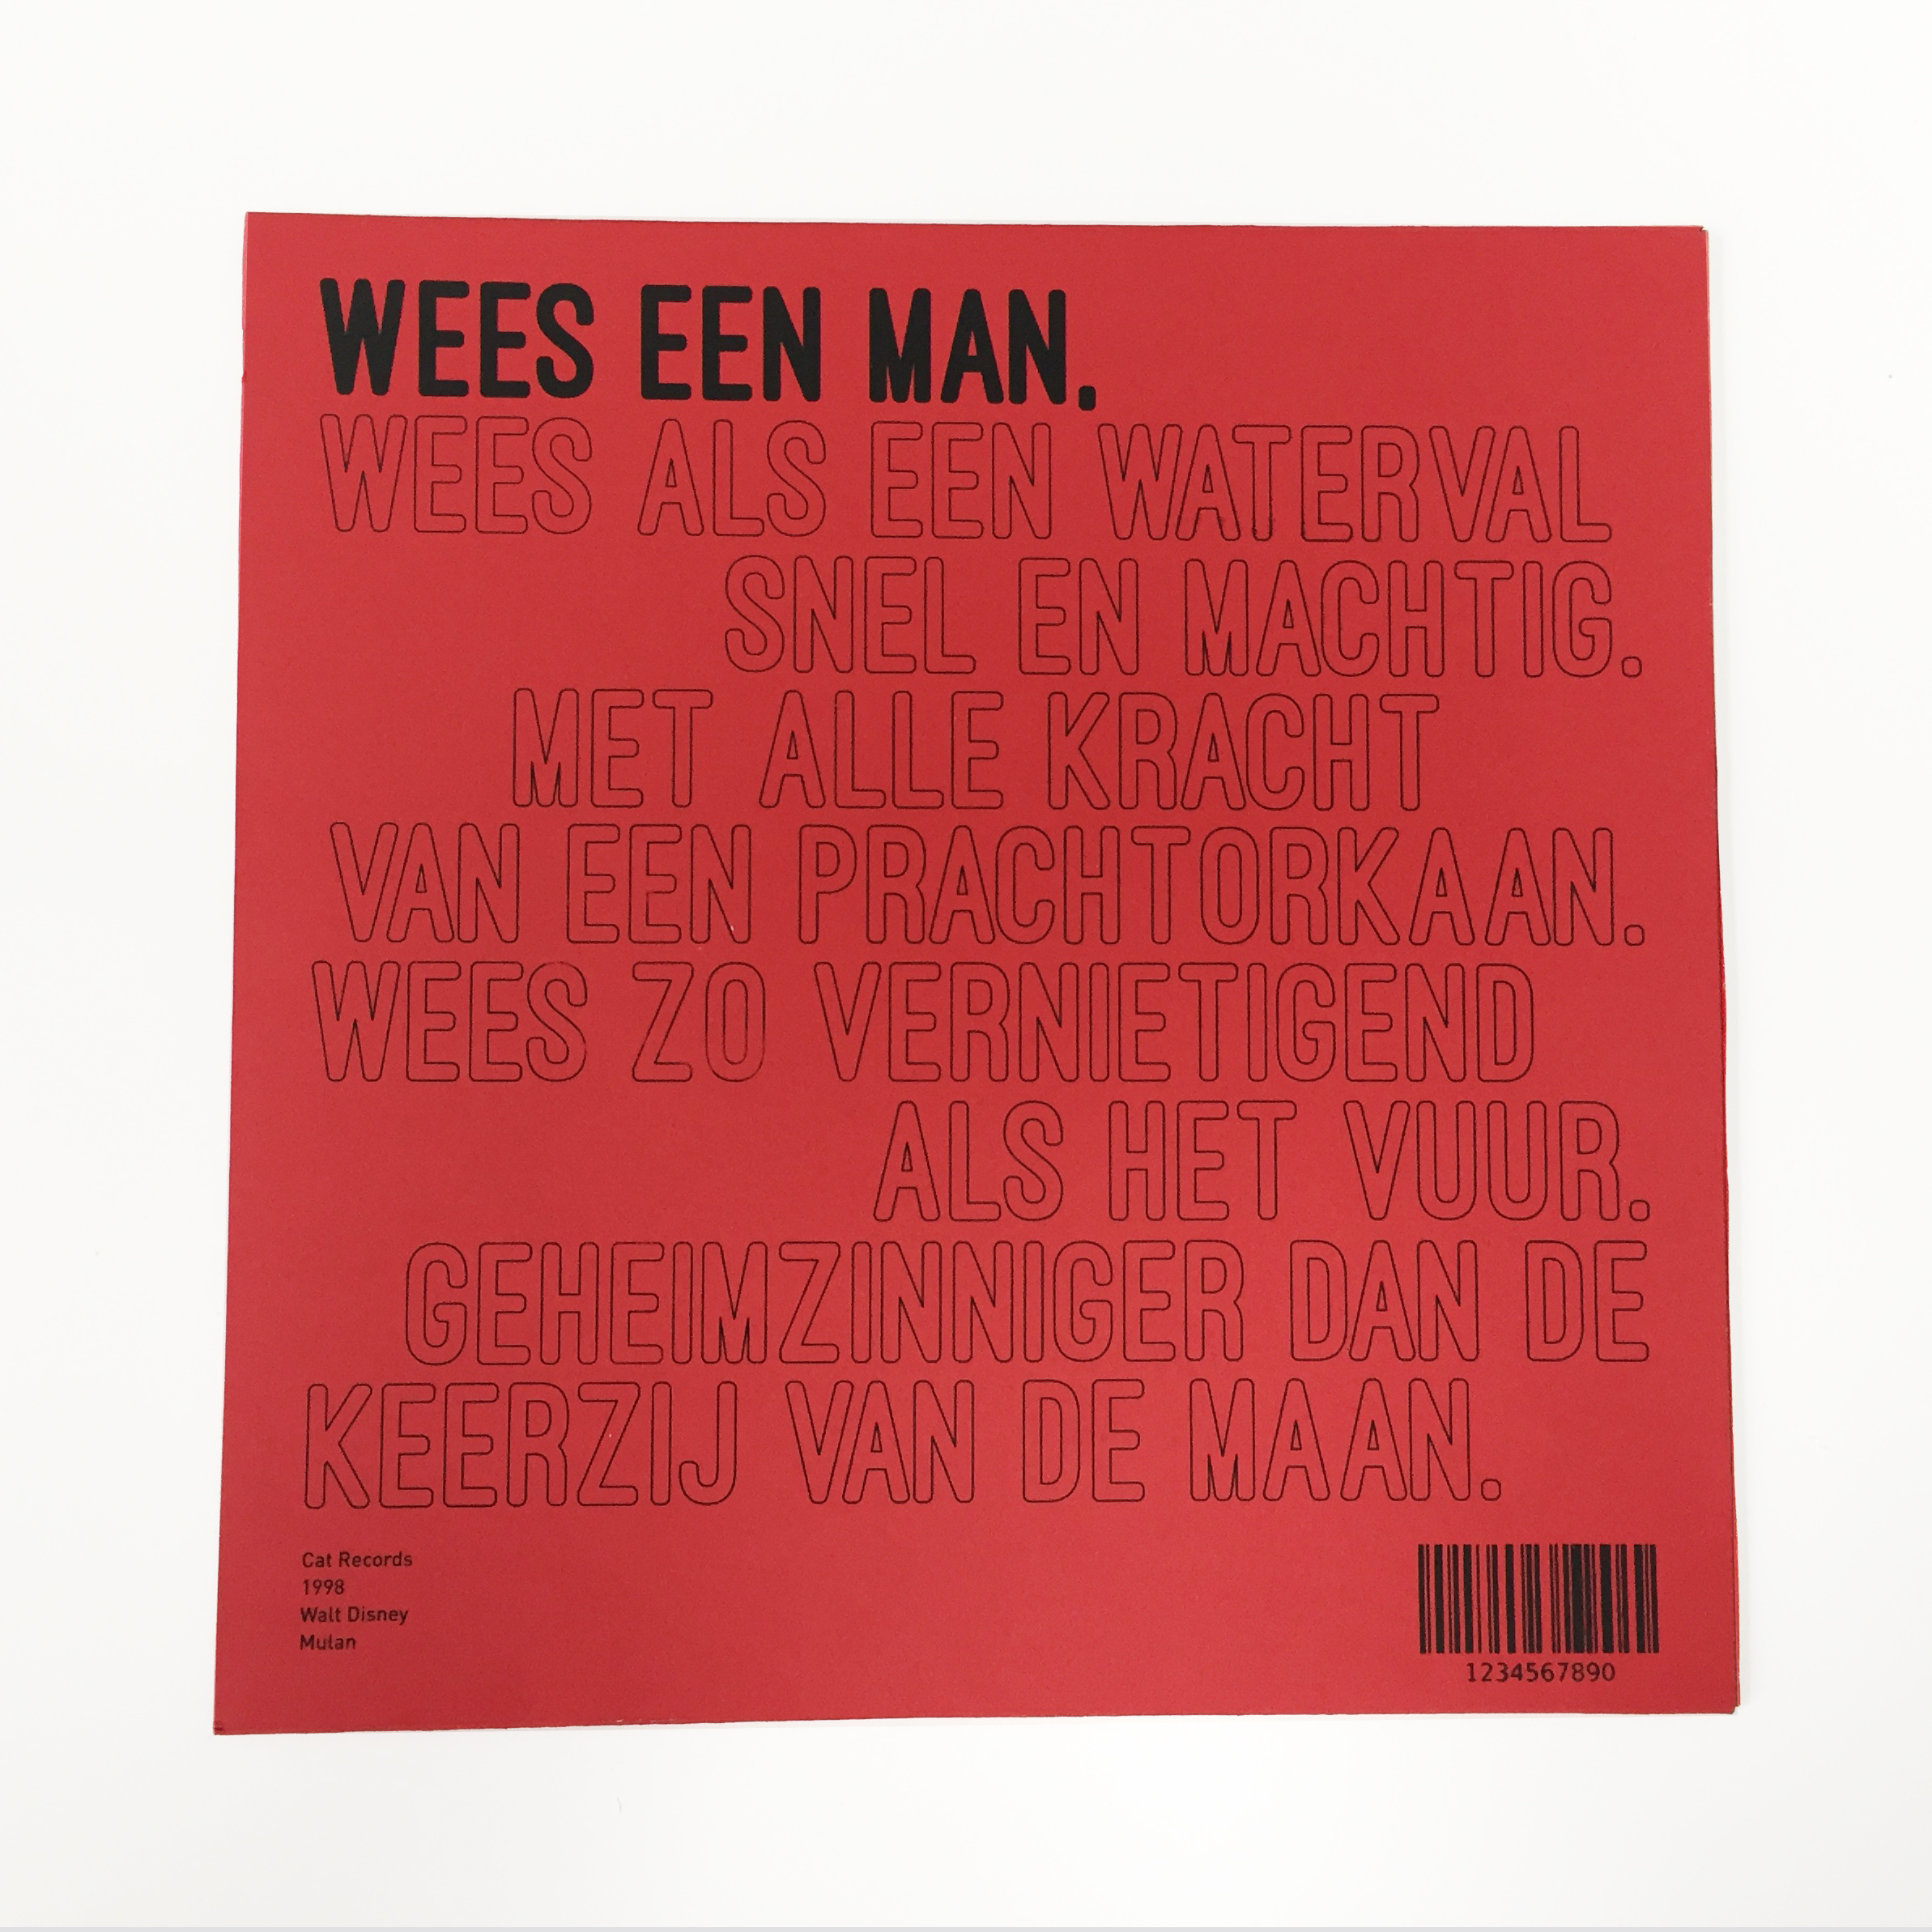 WEES EEN MAN.
WEES ALS EEN WATERVAL
SNEL EN MACHTIG.
MET ALLE KRACHT
VAN EEN PRACHTORKAAN.
WEES ZO VERNIETIGEND
ALS HET VUUR.
GEHEIMZINNIGER DAN DE
KEERZIJ VAN DE MAAN.
Cat Records
1998
Walt Disney
Mulan
1234567890